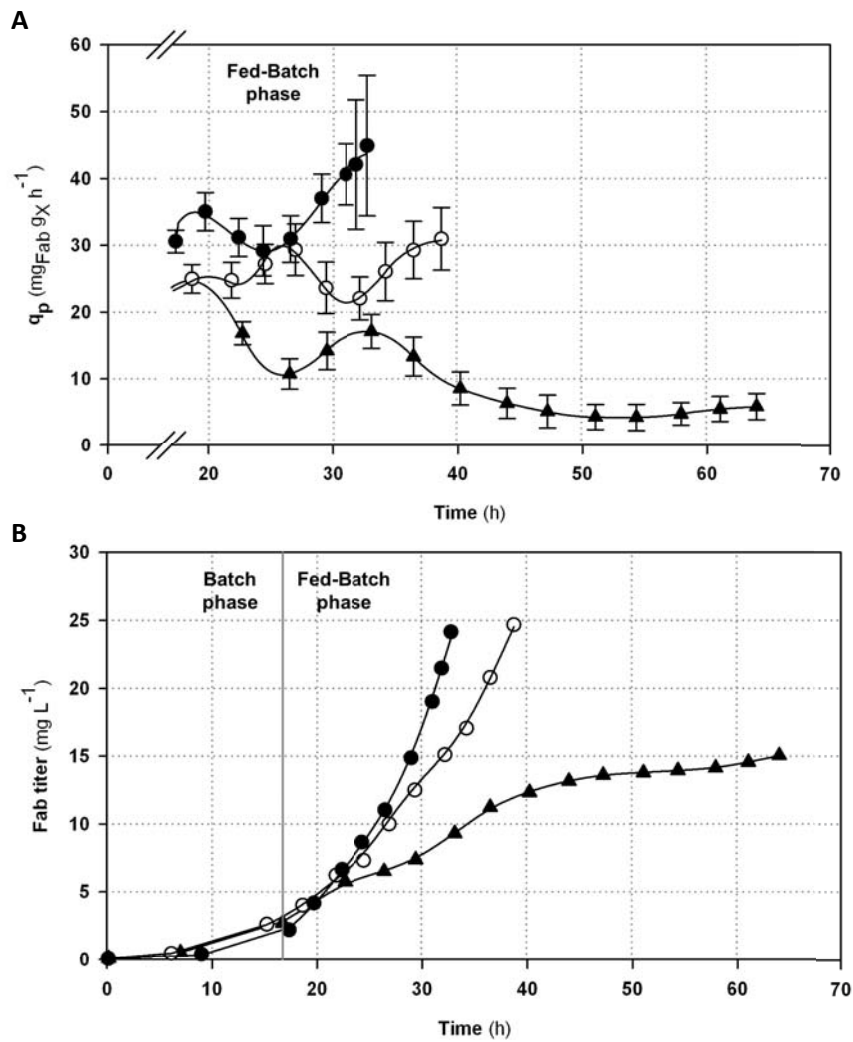 A
60
50
40
30
20
10
0
q_p (mg_Fab g_X h^-1)
Fed-Batch
phase
0 20 30 40 50 60 70
Time (h)
B
30
25
20
15
10
5
0
Fab titer (mg L^-1)
Batch
phase
Fed-Batch
phase
0 10 20 30 40 50 60 70
Time (h)